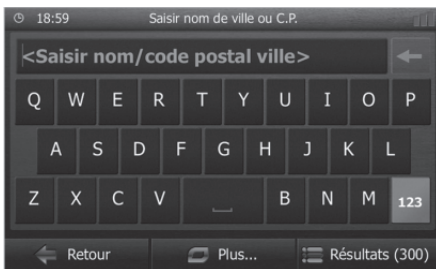 18:59 Saisir nom de ville ou C.P.
<Saisir nom/code postal ville>
Q W E R T Y U I O P
A S D F G H J K L
Z X C V B N M 123
Retour Plus... Résultats (300)